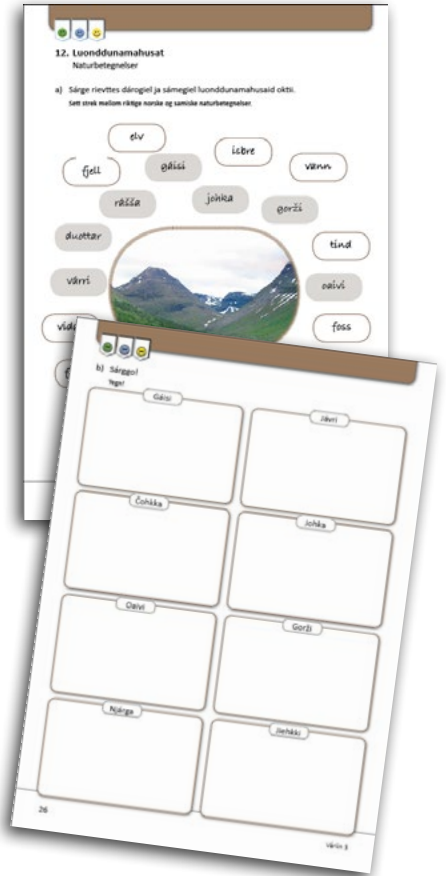 12. Luonddunamahusat
Naturbetegnelser
a) Sárge rievttes dárogiel ja sámegiel luonddunamahusaid oktii.
Sett strek mellom riktige norske og samiske naturbetegnelser.
elv
isbre
fjell
gáisi
vann
rášša
johka
gorži
duottar
tind
várri
oaivi
foss
b) Sárggo!
Tegn!
Gáisi
Jávri
Čohkka
Johka
Oaivi
Gorži
Njárga
Jiehkki
26